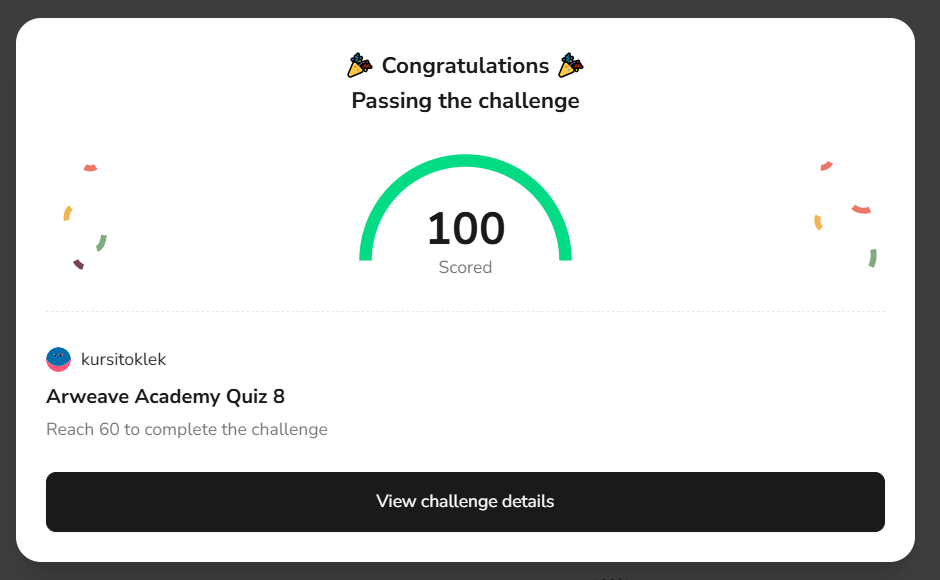 🎉 Congratulations 🎉
Passing the challenge
100
Scored
kursitoklek
Arweave Academy Quiz 8
Reach 60 to complete the challenge
View challenge details